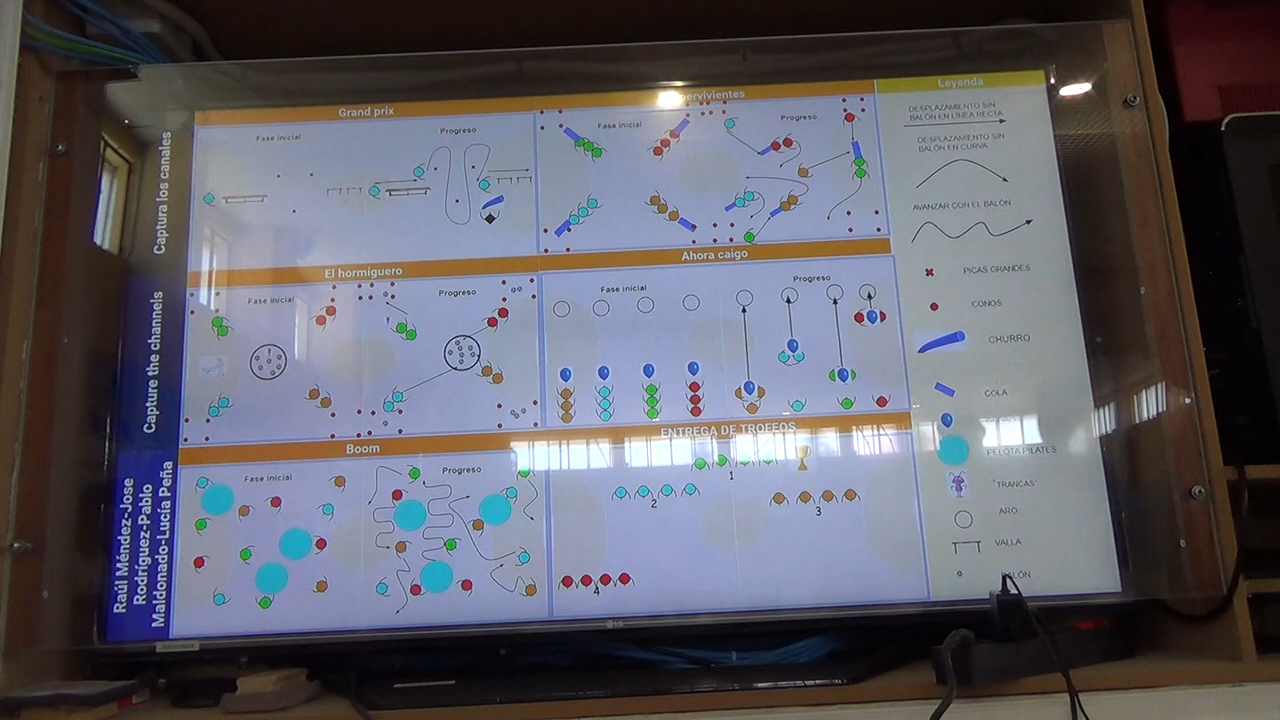 Captura los canales
Capture the channels
Raúl Méndez-Jose
Rodríguez-Pablo
Maldonado-Lucía Peña
Grand prix
Fase inicial
Progreso
Fase inicial
Progreso
El hormiguero
Fase inicial
Progreso
Ahora caigo
Fase inicial
Progreso
Boom
Fase inicial
Progreso
ENTREGA DE TROFEOS
1
2
3
4
Leyenda
DESPLAZAMIENTO SIN
BALÓN EN LÍNEA RECTA
DESPLAZAMIENTO SIN
BALÓN EN CURVA
AVANZAR CON EL BALÓN
PICAS GRANDES
CONOS
CHURRO
COLA
PELOTA PILATES
"TRANCAS"
ARO
VALLA
BALÓN
LG